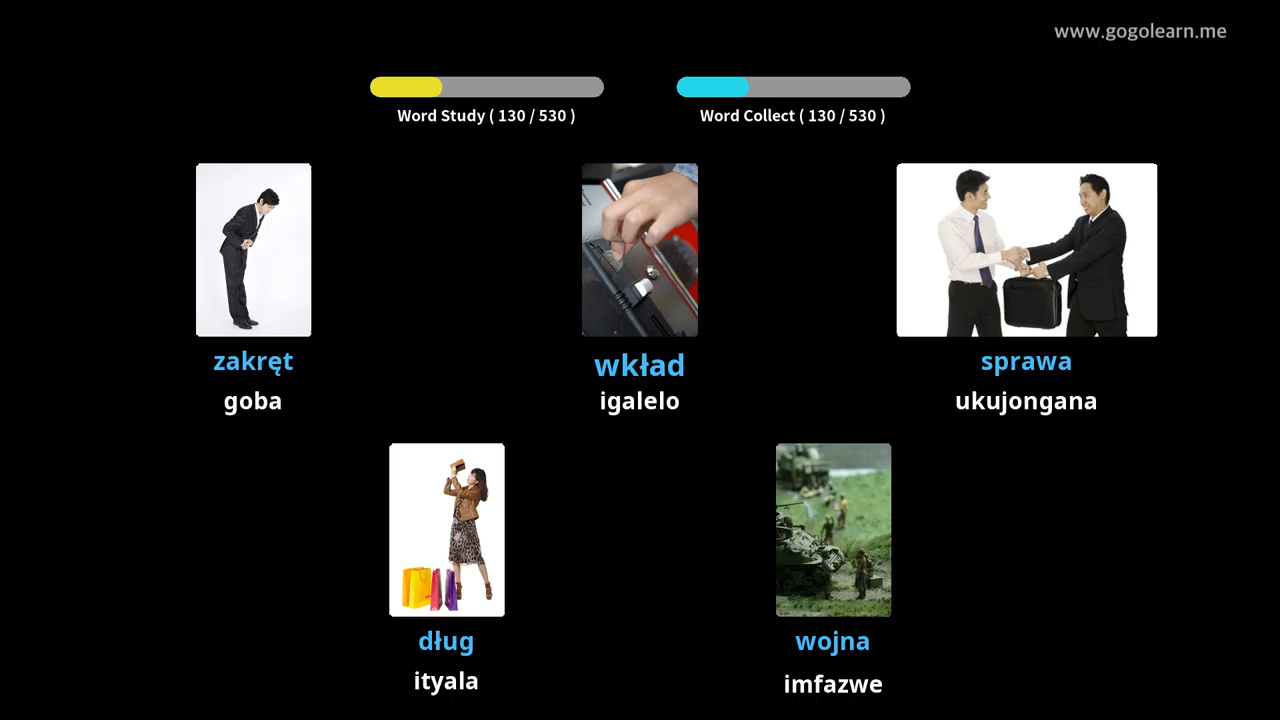 www.gogolearn.me
Word Study ( 130 / 530 )
Word Collect ( 130 / 530 )
zakręt
goba
wkład
igalelo
sprawa
ukujongana
dług
ityala
wojna
imfazwe